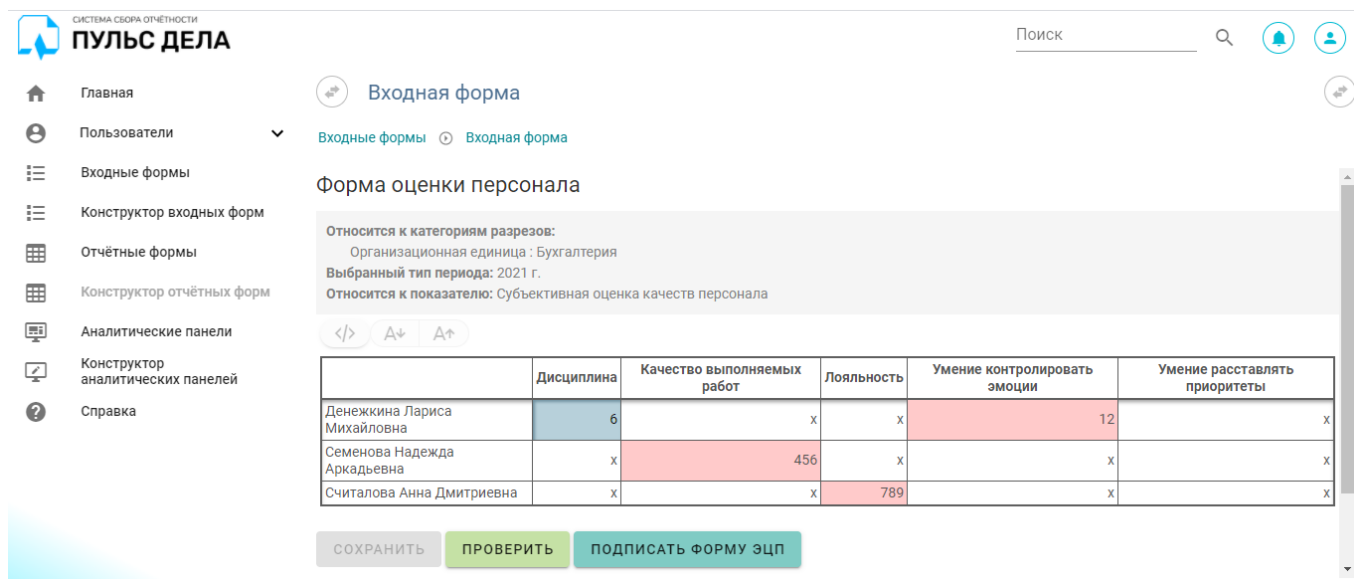 СИСТЕМА СБОРА ОТЧЁТНОСТИ
ПУЛЬС ДЕЛА
Поиск
Главная
Пользователи
Входные формы
Конструктор входных форм
Отчётные формы
Конструктор отчётных форм
Аналитические панели
Конструктор
аналитических панелей
Справка
Входная форма
Входные формы Входная форма
Форма оценки персонала
Относится к категориям разрезов:
Организационная единица : Бухгалтерия
Выбранный тип периода: 2021 г.
Относится к показателю: Субъективная оценка качеств персонала
</> A A
Дисциплина Качество выполняемых работ Лояльность Умение контролировать эмоции Умение расставлять приоритеты
Денежкина Лариса Михайловна 6 x x 12 x
Семенова Надежда Аркадьевна x 456 x x x
Считалова Анна Дмитриевна x x 789 x x
СОХРАНИТЬ ПРОВЕРИТЬ ПОДПИСАТЬ ФОРМУ ЭЦП